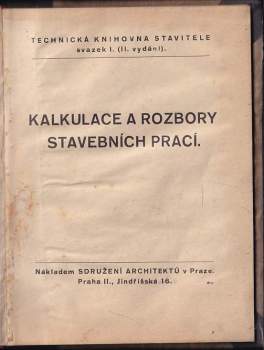 TECHNICKÁ KNIHOVNA STAVITELE
svazek I. (II. vydání).
KALKULACE A ROZBORY
STAVEBNÍCH PRACÍ.
Nákladem SDRUŽENÍ ARCHITEKTŮ v Praze.
Praha II., Jindřišská 16.